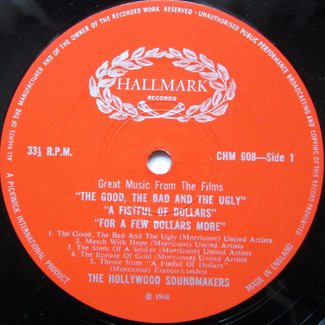 ALL RIGHTS OF THE MANUFACTURER, AND OF THE OWNER OF THE RECORDED WORK RESERVED - UNAUTHORISED PUBLIC PERFORMANCE BROADCASTING AND COPYING OF THIS RECORD PROHIBITED
HALLMARK
RECORDS
33⅓ R.P.M.
CHM 608—Side 1
Great Music From The Films
"THE GOOD, THE BAD AND THE UGLY"
"A FISTFUL OF DOLLARS"
"FOR A FEW DOLLARS MORE"
1. The Good, The Bad And The Ugly (Morricone) United Artists
2. March With Hope (Morricone) United Artists
3. The Story Of A Soldier (Morricone) United Artists
4. The Ecstasy Of Gold (Morricone) United Artists
5. Theme from "A Fistful Of Dollars"
(Morricone) Franco-London
THE HOLLYWOOD SOUNDMAKERS
℗ 1968
A PICKWICK INTERNATIONAL PRODUCT
MADE IN ENGLAND